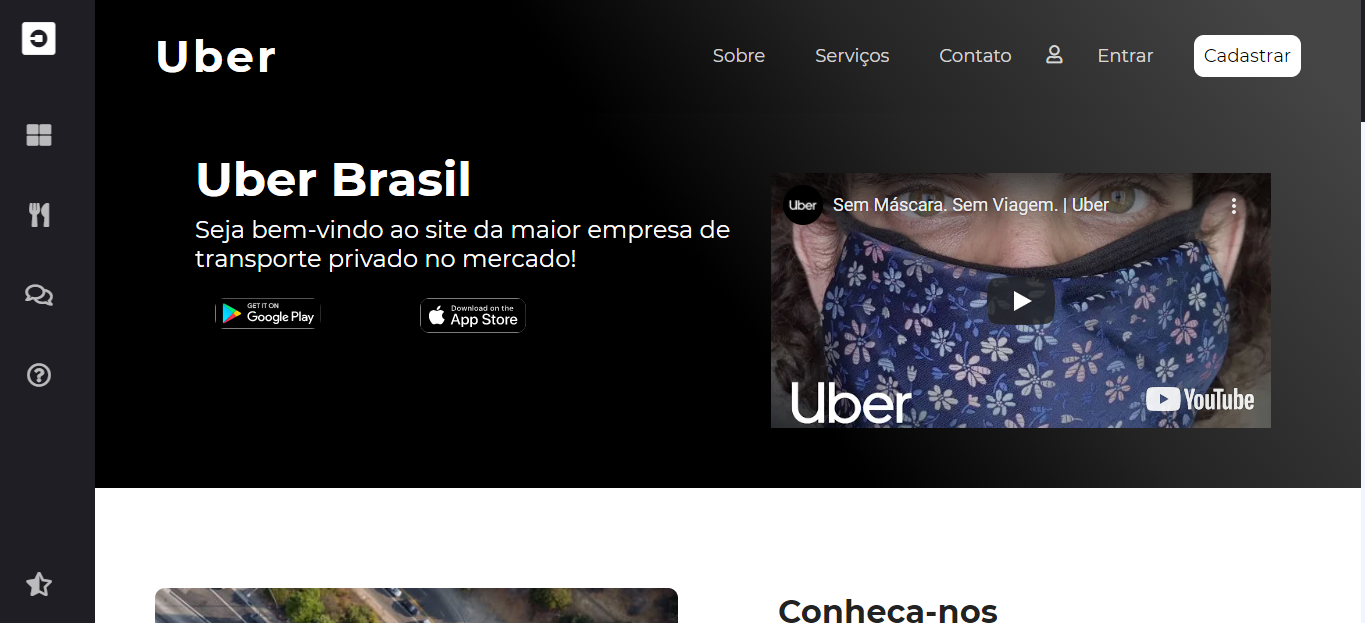 Uber
Sobre
Serviços
Contato
Entrar
Cadastrar
Uber Brasil
Seja bem-vindo ao site da maior empresa de
transporte privado no mercado!
GET IT ON
Google Play
Download on the
App Store
Uber
Sem Máscara. Sem Viagem. | Uber
Uber
YouTube
Conheça-nos